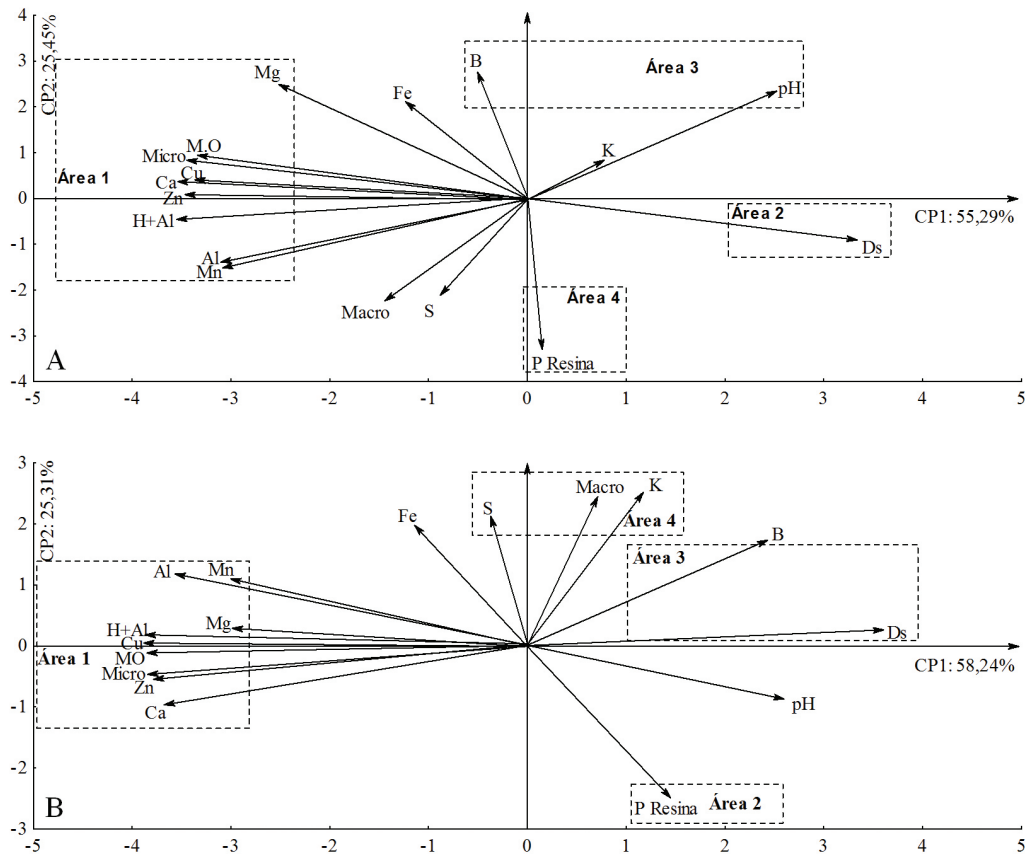 4
3
2
1
0
-1
-2
-3
-4
CP2: 25,45%
B
Área 3
Mg
pH
Fe
K
M.O
Micro
Cu
Área 1
Ca
Zn
Área 2
CP1: 55,29%
H+Al
Ds
Al
Mn
Macro
S
Área 4
A
P Resina
-5 -4 -3 -2 -1 0 1 2 3 4 5
3
2
1
0
-1
-2
-3
CP2: 25,31%
Macro
K
S
Fe
Área 4
B
Área 3
Al
Mn
H+Al
Mg
Cu
Ds
Área 1
MO
CP1: 58,24%
Micro
Zn
Ca
pH
B
P Resina
Área 2
-5 -4 -3 -2 -1 0 1 2 3 4 5